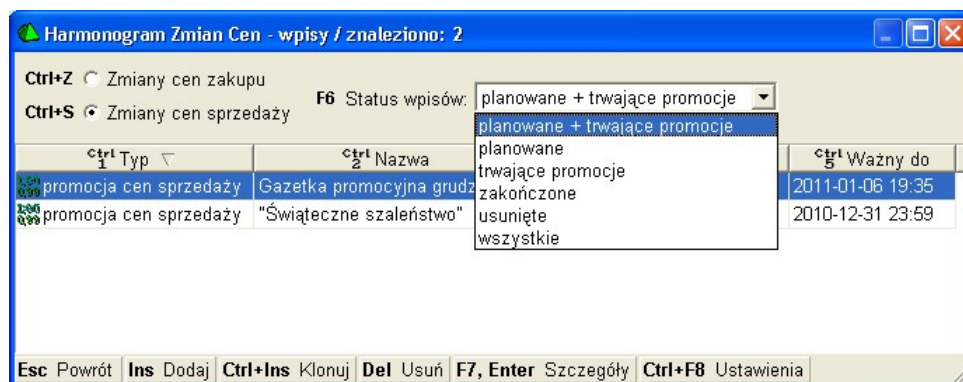 Harmonogram Zmian Cen - wpisy / znaleziono: 2
Ctrl+Z Zmiany cen zakupu
Ctrl+S Zmiany cen sprzedaży
F6 Status wpisów: planowane + trwające promocje
planowane + trwające promocje
planowane
trwające promocje
zakończone
usunięte
wszystkie
Ctrl 1 Typ Ctrl 2 Nazwa Ctrl 5 Ważny do
promocja cen sprzedaży Gazetka promocyjna grudz 2011-01-06 19:35
promocja cen sprzedaży "Świąteczne szaleństwo" 2010-12-31 23:59
Esc Powrót Ins Dodaj Ctrl+Ins Klonuj Del Usuń F7, Enter Szczegóły Ctrl+F8 Ustawienia